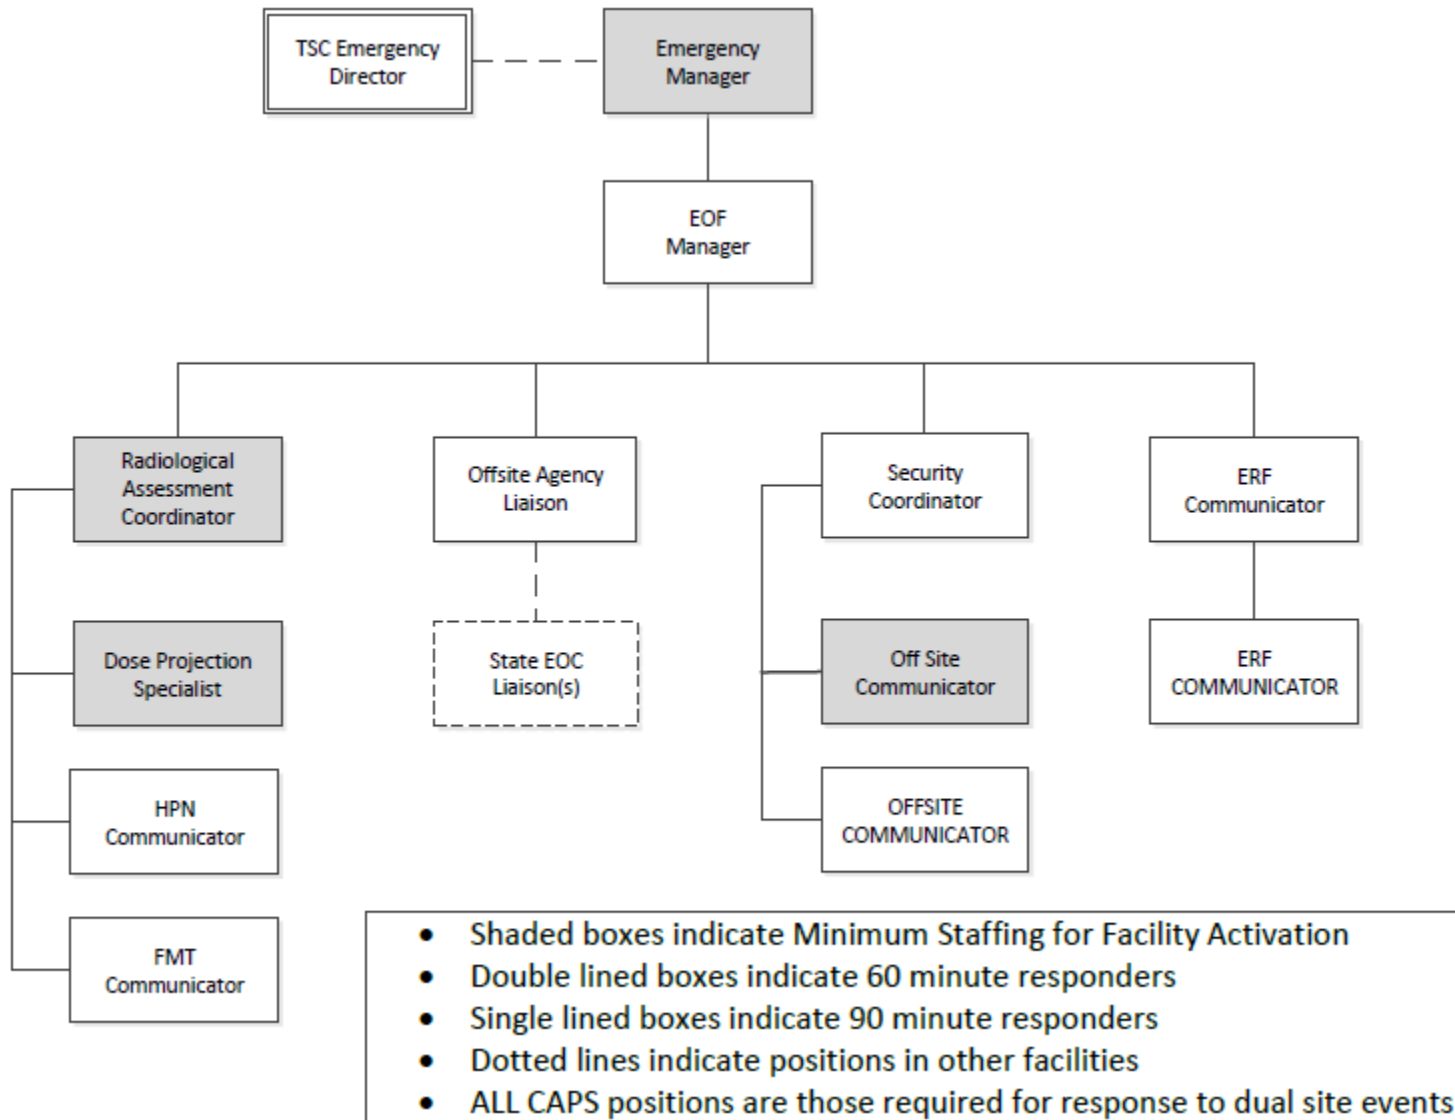 TSC Emergency
Director
Emergency
Manager
EOF
Manager
Radiological
Assessment
Coordinator
Offsite Agency
Liaison
Security
Coordinator
ERF
Communicator
Dose Projection
Specialist
State EOC
Liaison(s)
Off Site
Communicator
ERF
COMMUNICATOR
HPN
Communicator
OFFSITE
COMMUNICATOR
FMT
Communicator
• Shaded boxes indicate Minimum Staffing for Facility Activation
• Double lined boxes indicate 60 minute responders
• Single lined boxes indicate 90 minute responders
• Dotted lines indicate positions in other facilities
• ALL CAPS positions are those required for response to dual site events